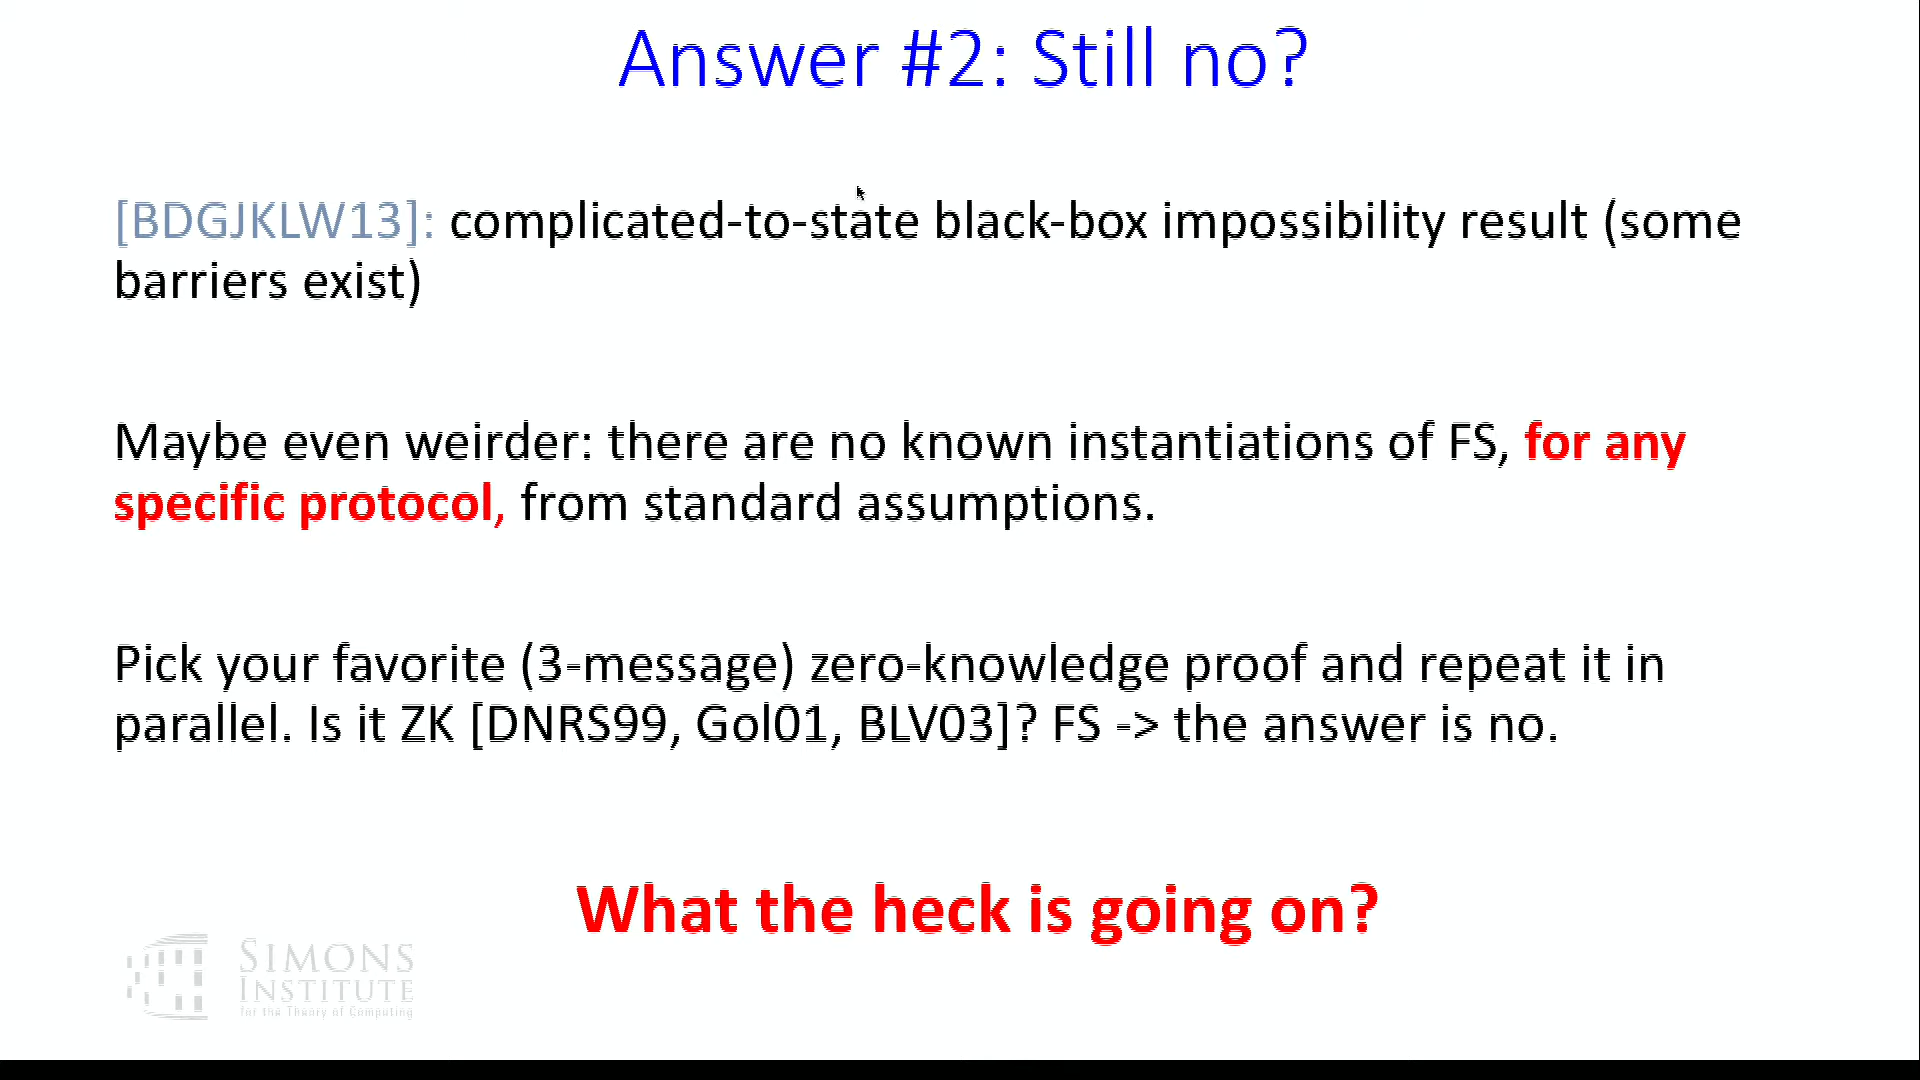 Answer #2: Still no?
[BDGJKLW13]: complicated-to-state black-box impossibility result (some
barriers exist)
Maybe even weirder: there are no known instantiations of FS, for any
specific protocol, from standard assumptions.
Pick your favorite (3-message) zero-knowledge proof and repeat it in
parallel. Is it ZK [DNRS99, Gol01, BLV03]? FS -> the answer is no.
What the heck is going on?
SIMONS
INSTITUTE
for the Theory of Computing